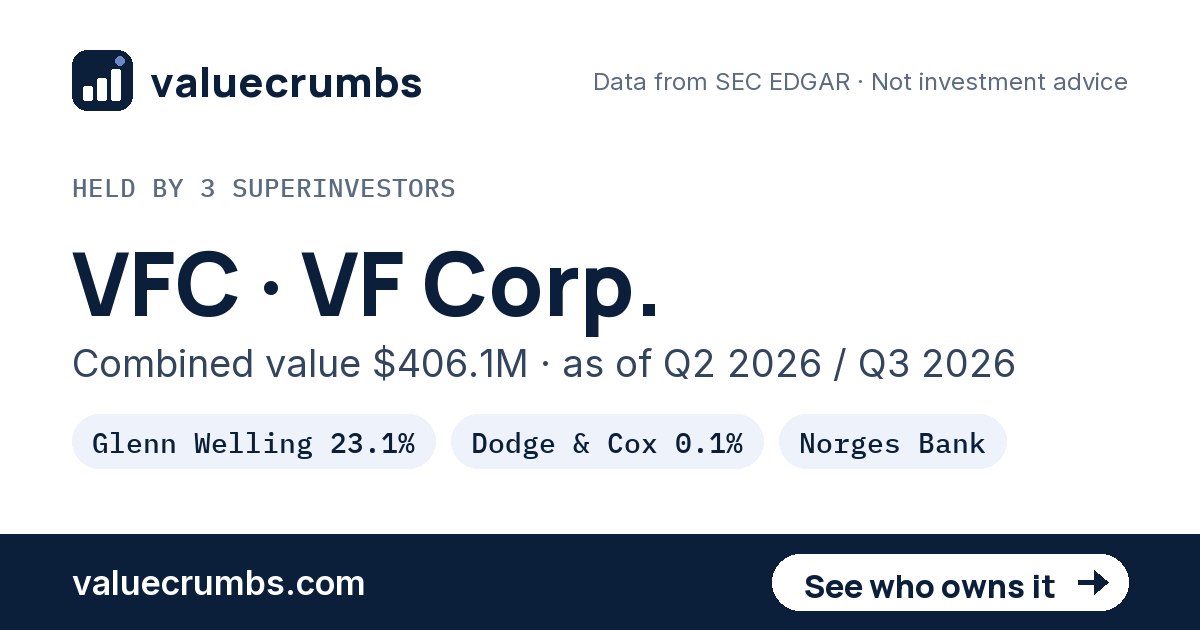 valuecrumbs
Data from SEC EDGAR · Not investment advice
HELD BY 3 SUPERINVESTORS
VFC · VF Corp.
Combined value $406.1M · as of Q2 2026 / Q3 2026
Glenn Welling 23.1%
Dodge & Cox 0.1%
Norges Bank
valuecrumbs.com
See who owns it →